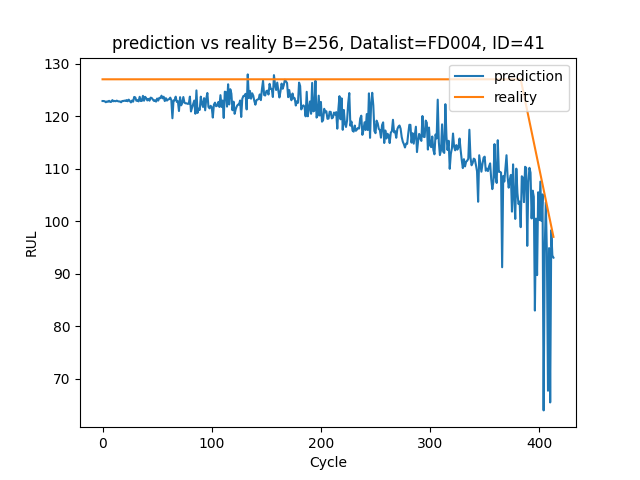 prediction vs reality B=256, Datalist=FD004, ID=41
prediction
reality
130
120
110
100
90
80
70
RUL
0
100
200
300
400
Cycle